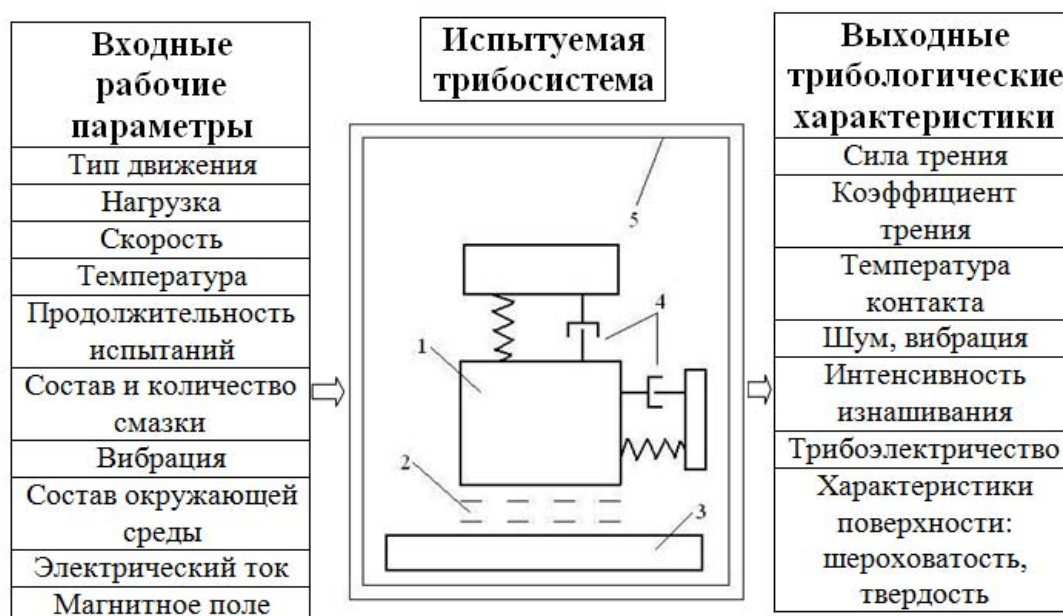 Входные
рабочие
параметры
Тип движения
Нагрузка
Скорость
Температура
Продолжительность
испытаний
Состав и количество
смазки
Вибрация
Состав окружающей
среды
Электрический ток
Магнитное поле
Испытуемая
трибосистема
5
4
1
2
3
Выходные
трибологические
характеристики
Сила трения
Коэффициент
трения
Температура
контакта
Шум, вибрация
Интенсивность
изнашивания
Трибоэлектричество
Характеристики
поверхности:
шероховатость,
твердость